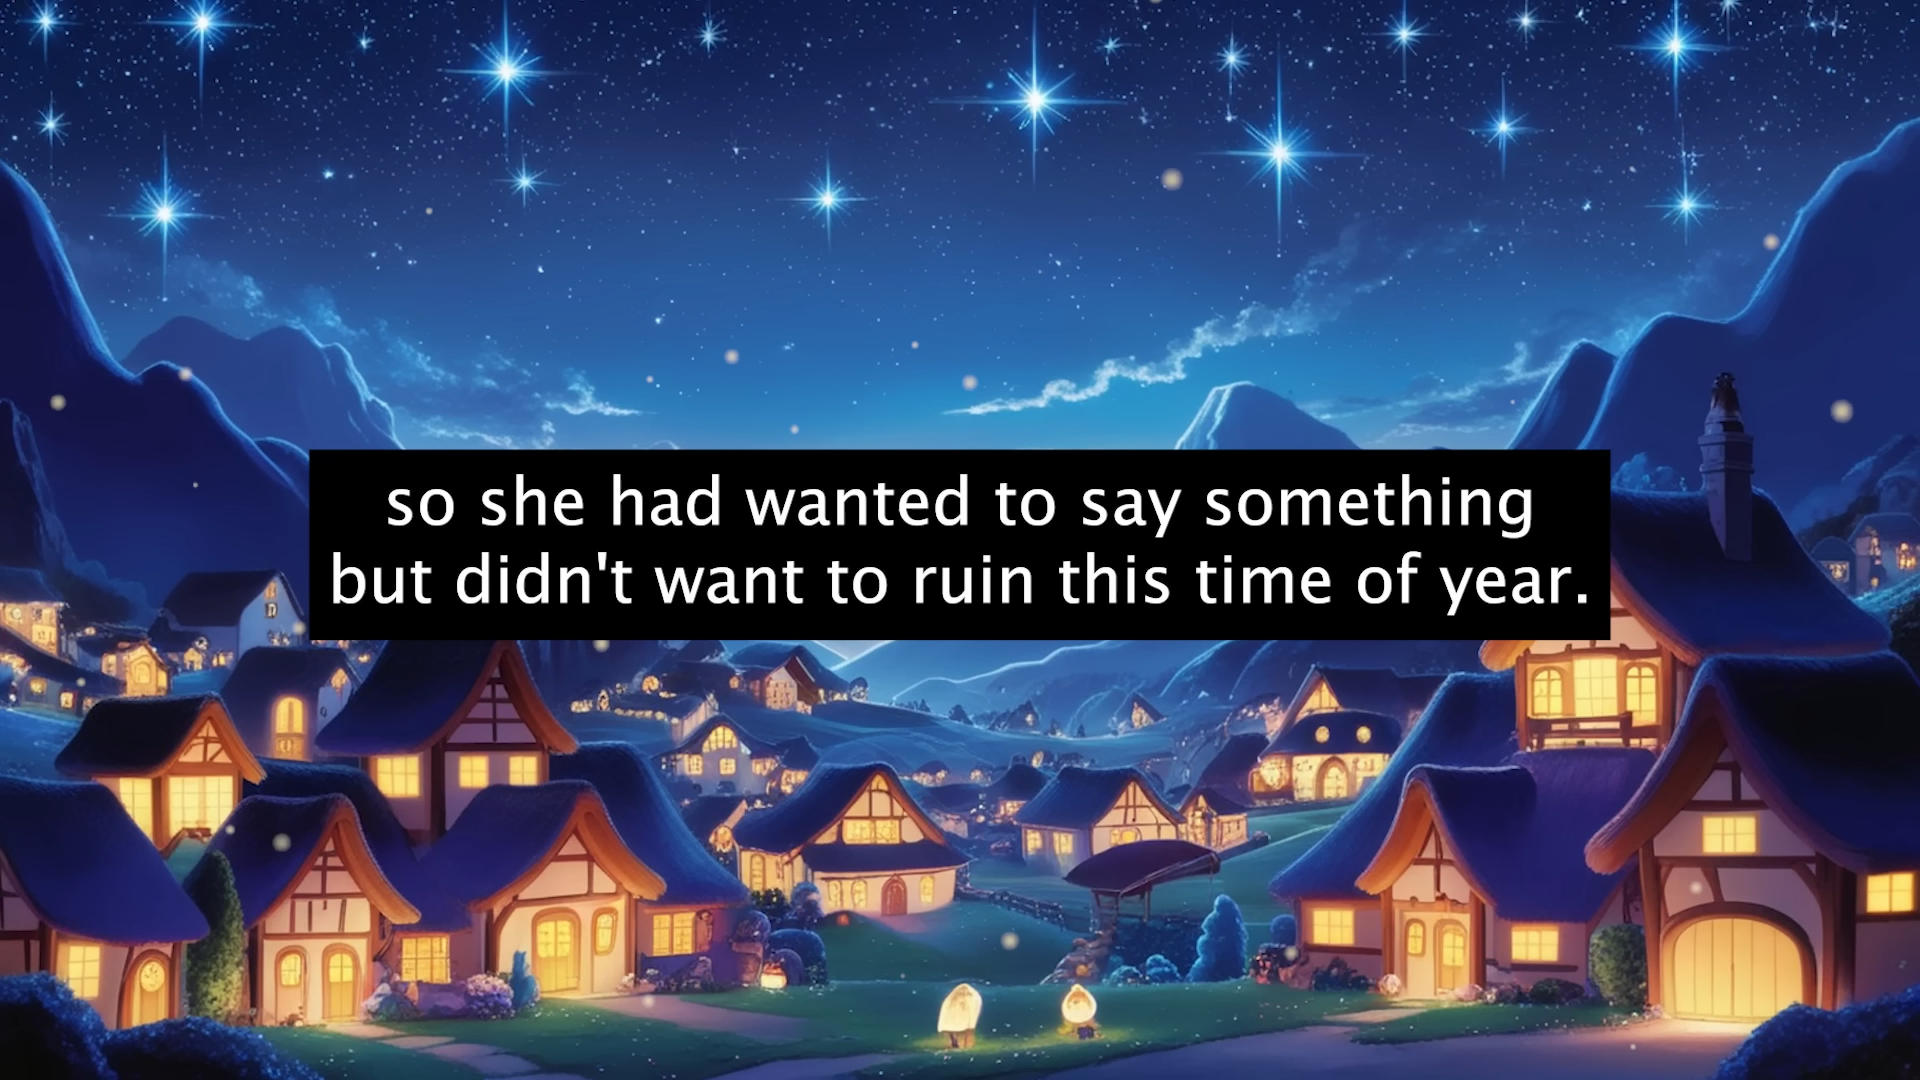 so she had wanted to say something
but didn't want to ruin this time of year.